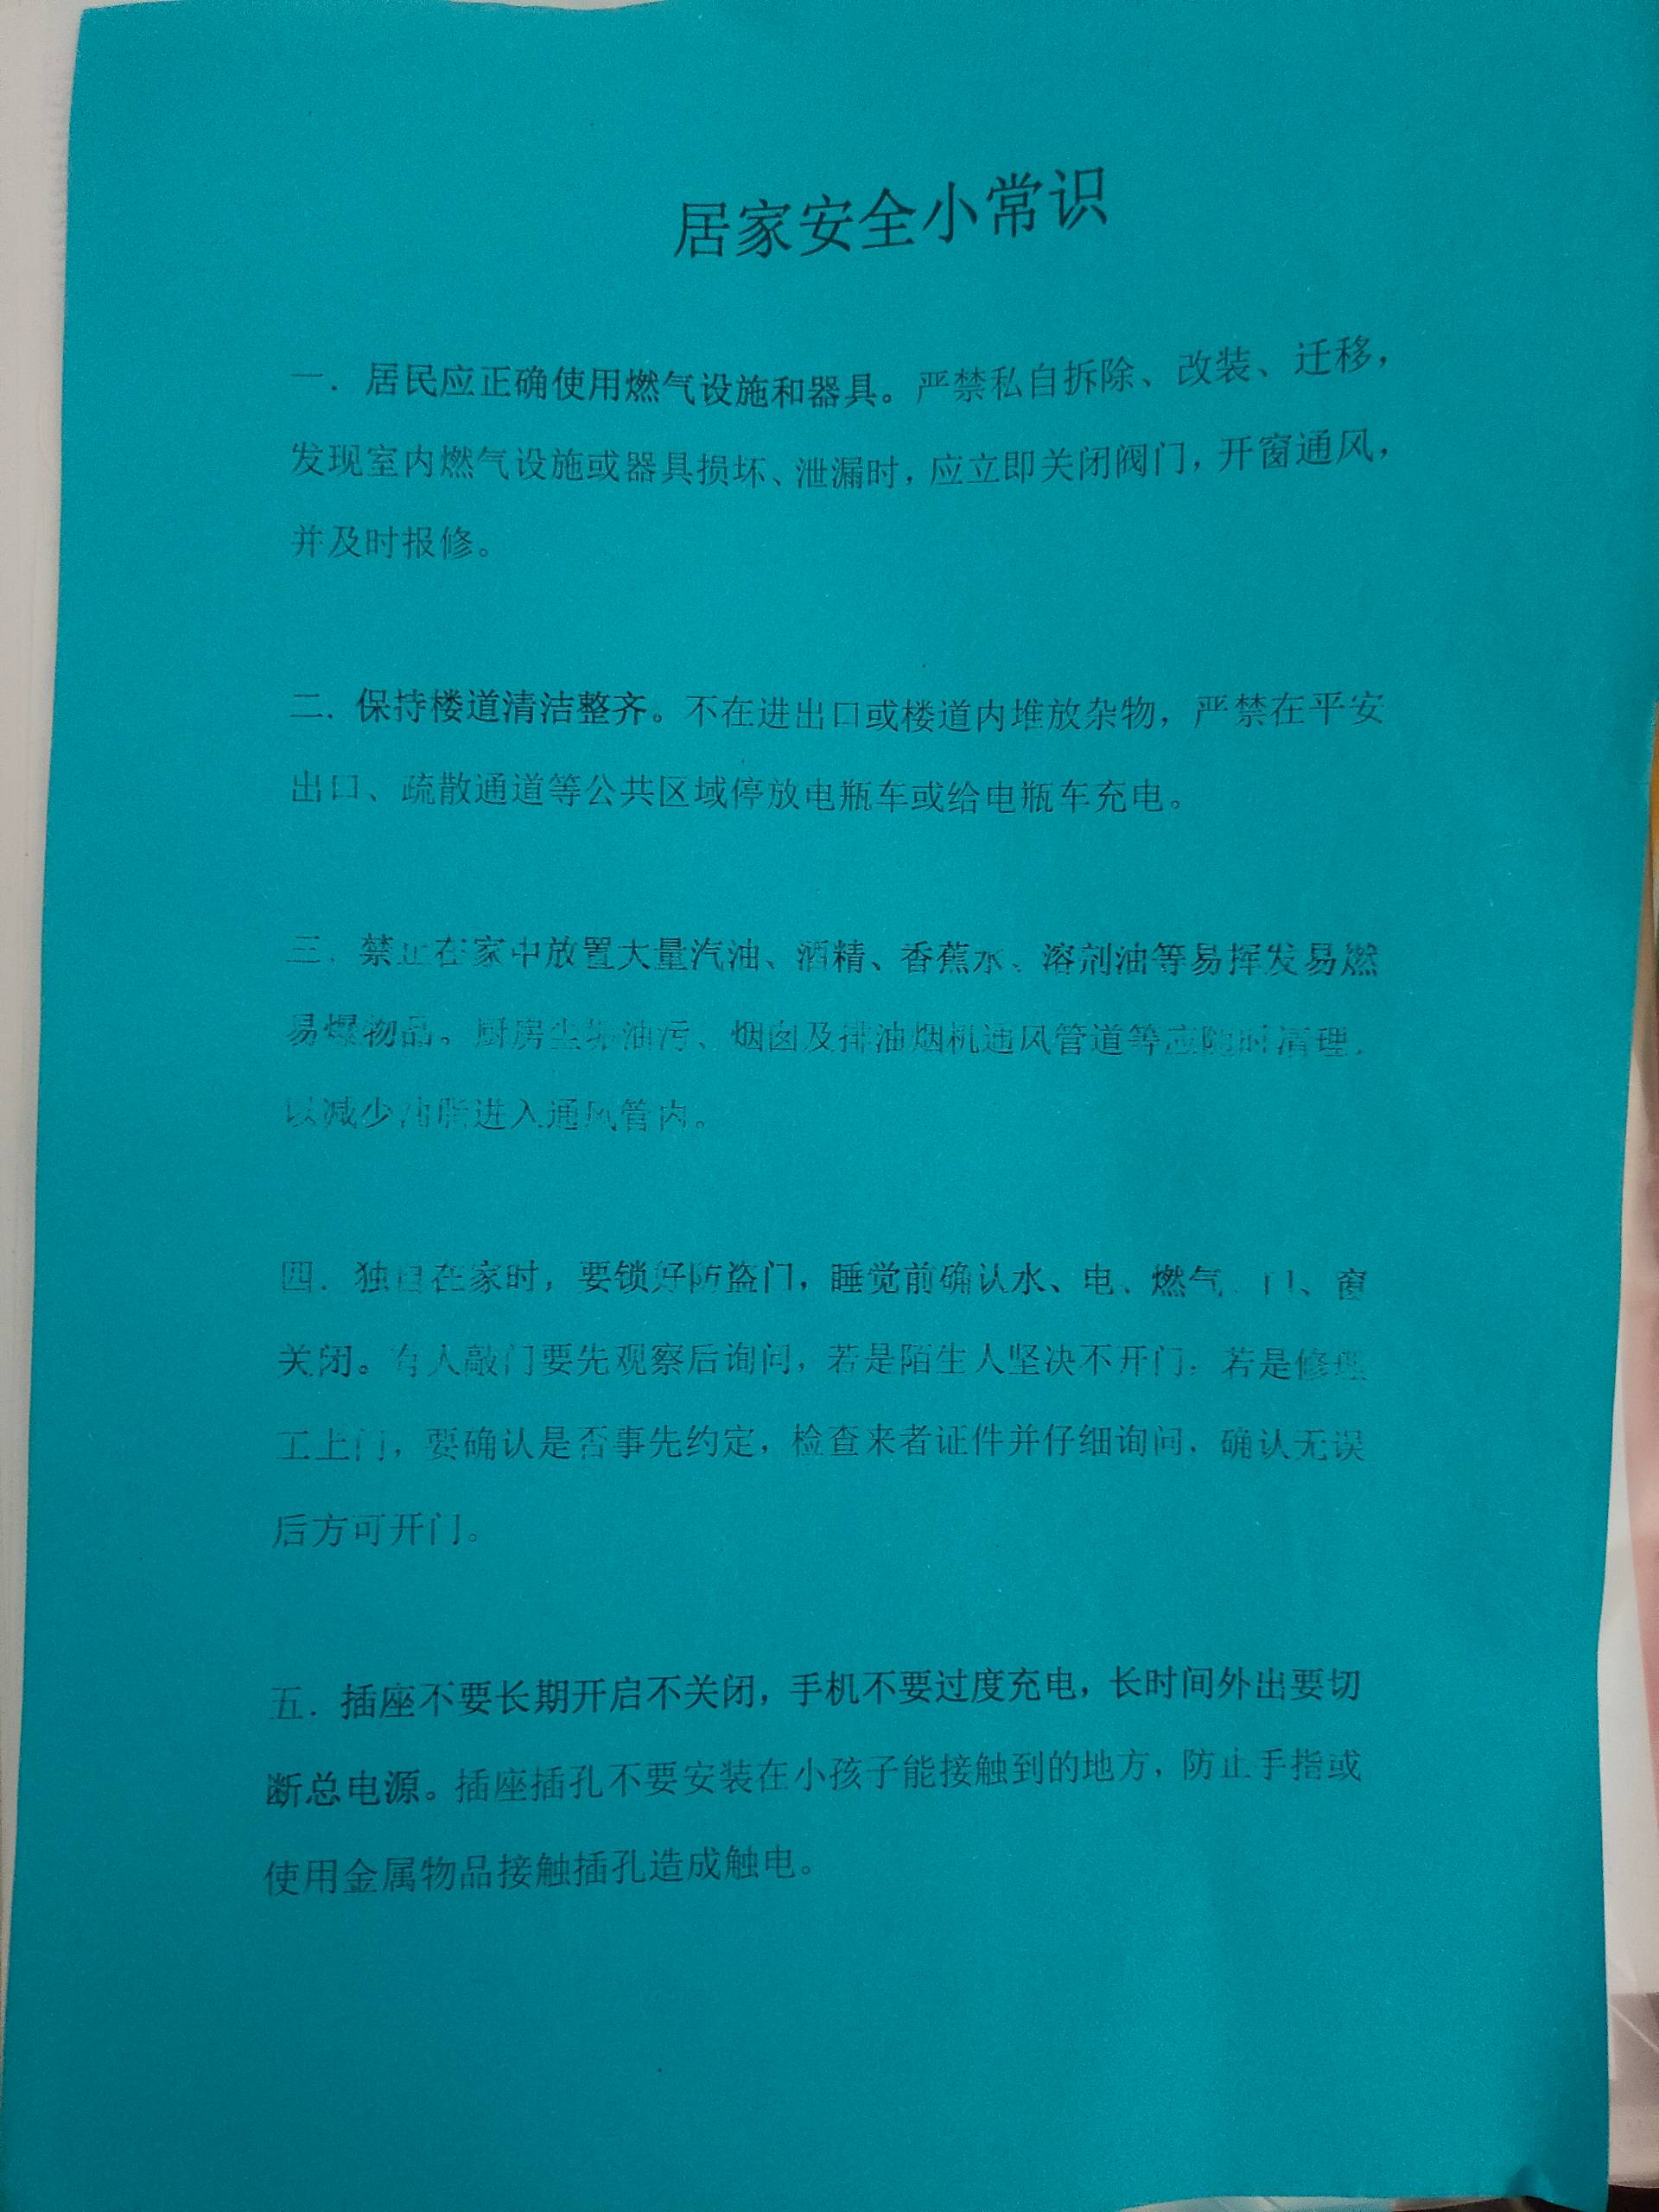 居家安全小常识
一. 居民应正确使用燃气设施和器具。严禁私自拆除、改装、迁移，
发现室内燃气设施或器具损坏、泄漏时，应立即关闭阀门，开窗通风，
并及时报修。
二. 保持楼道清洁整齐。不在进出口或楼道内堆放杂物，严禁在平安
出口、疏散通道等公共区域停放电瓶车或给电瓶车充电。
三. 禁止在家中放置大量汽油、酒精、香蕉水、溶剂油等易挥发易燃
易爆物品。厨房尘垢油污、烟囱及排油烟机通风管道等应随时清理，
以减少油脂进入通风管内。
四. 独自在家时，要锁好防盗门，睡觉前确认水、电、燃气、门、窗
关闭。有人敲门要先观察后询问，若是陌生人坚决不开门；若是修理
工上门，要确认是否事先约定，检查来者证件并仔细询问，确认无误
后方可开门。
五. 插座不要长期开启不关闭，手机不要过度充电，长时间外出要切
断总电源。插座插孔不要安装在小孩子能接触到的地方，防止手指或
使用金属物品接触插孔造成触电。